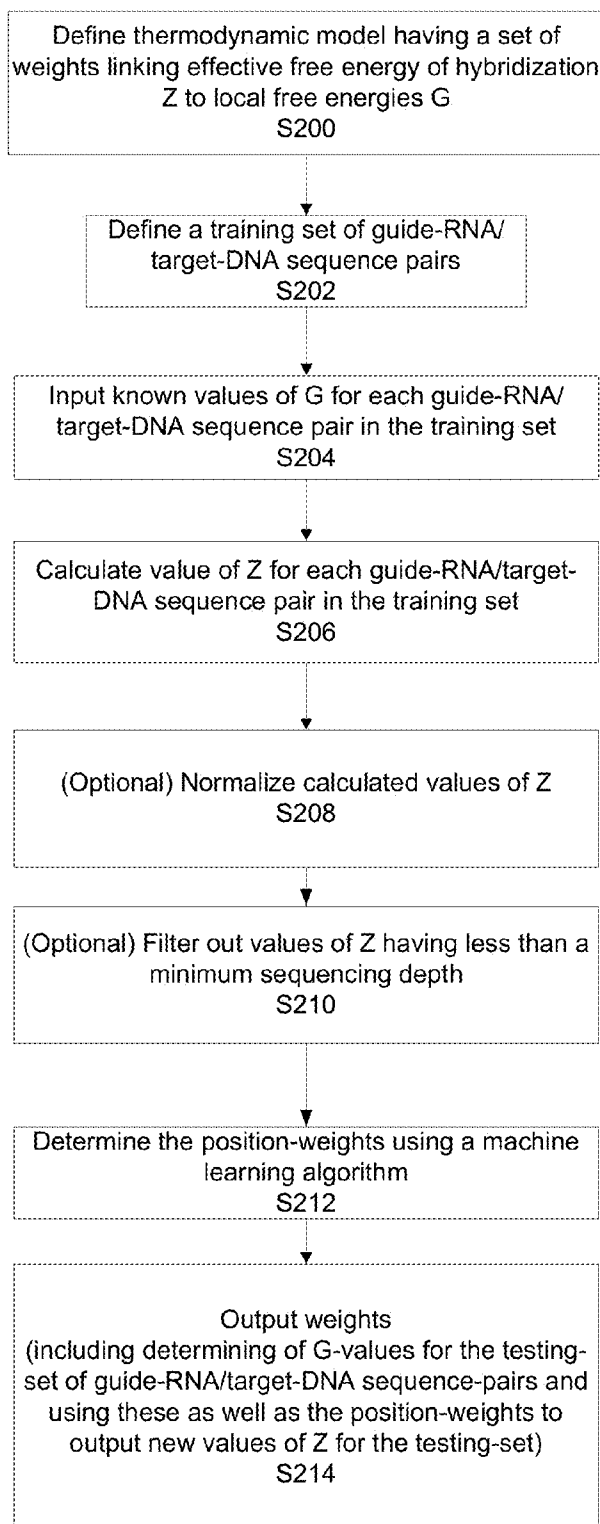 Define thermodynamic model having a set of
weights linking effective free energy of hybridization
Z to local free energies G
S200
Define a training set of guide-RNA/
target-DNA sequence pairs
S202
Input known values of G for each guide-RNA/
target-DNA sequence pair in the training set
S204
Calculate value of Z for each guide-RNA/target-
DNA sequence pair in the training set
S206
(Optional) Normalize calculated values of Z
S208
(Optional) Filter out values of Z having less than a
minimum sequencing depth
S210
Determine the position-weights using a machine
learning algorithm
S212
Output weights
(including determining of G-values for the testing-
set of guide-RNA/target-DNA sequence-pairs and
using these as well as the position-weights to
output new values of Z for the testing-set)
S214